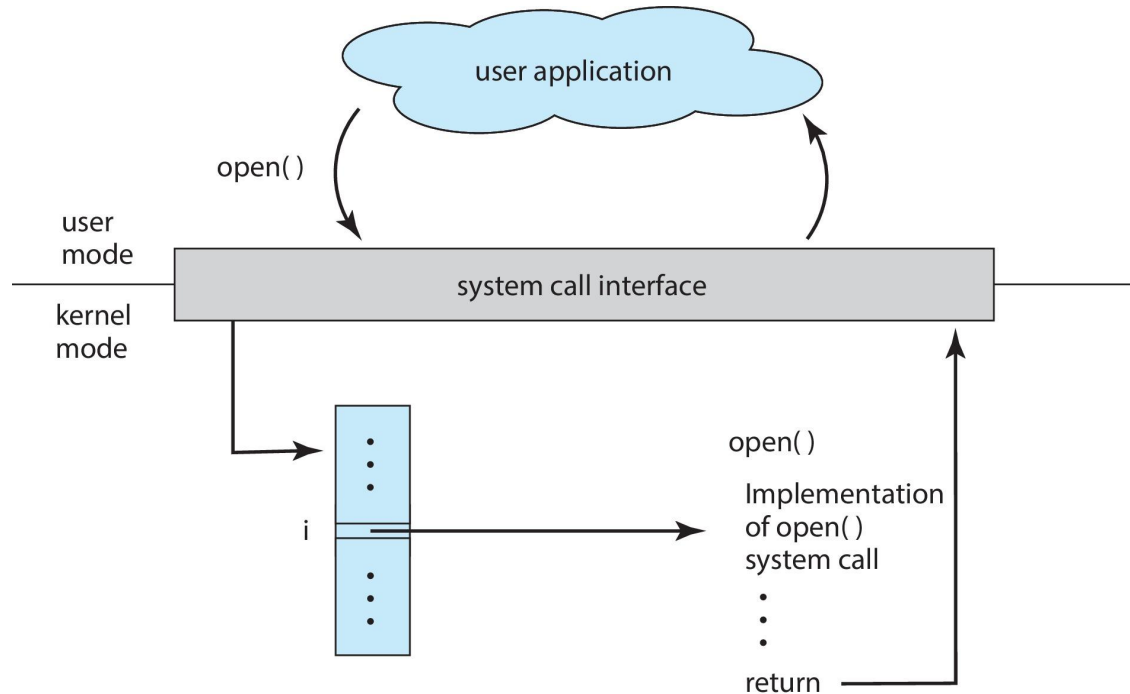 user application
open( )
user
mode
system call interface
kernel
mode
open( )
i
Implementation
of open( )
system call
return